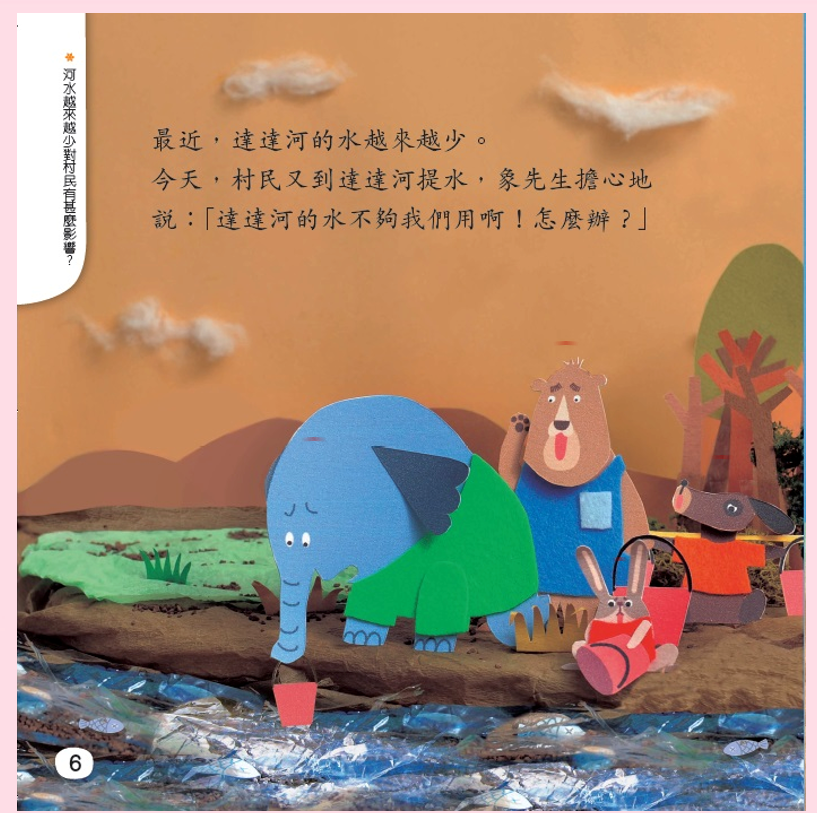 *河水越來越少對村民有甚麼影響？
最近，達達河的水越來越少。
今天，村民又到達達河提水，象先生擔心地
説：「達達河的水不夠我們用啊！怎麼辦？」
6